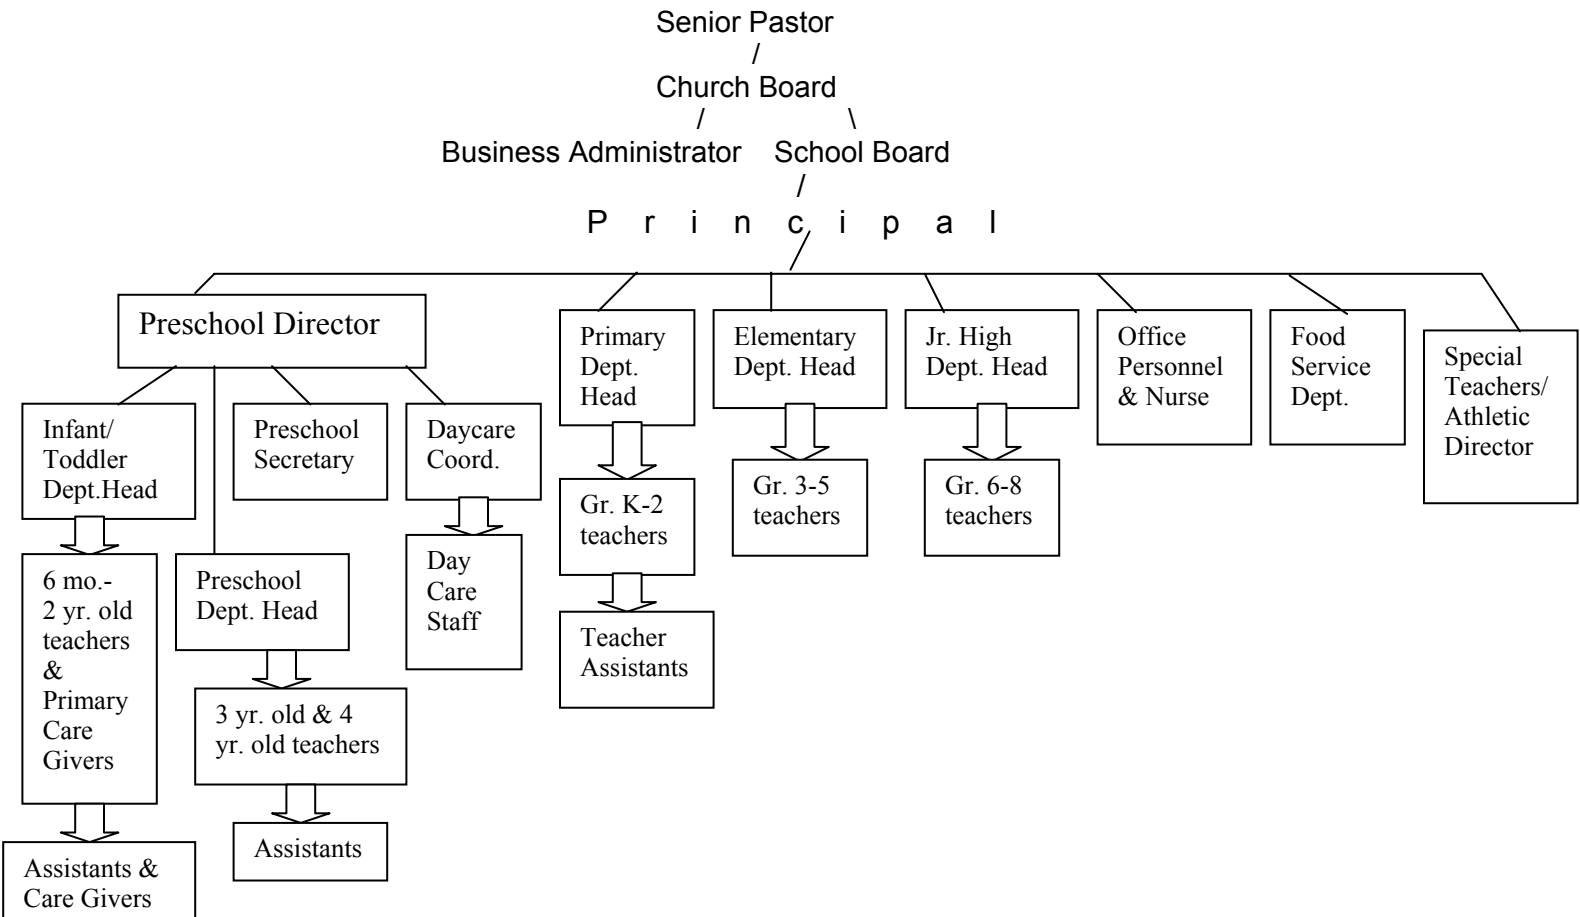 Senior Pastor
Church Board
Business Administrator School Board
P r i n c i p a l
Preschool Director
Primary
Dept.
Head
Elementary
Dept. Head
Jr. High
Dept. Head
Office
Personnel
& Nurse
Food
Service
Dept.
Special
Teachers/
Athletic
Director
Infant/
Toddler
Dept.Head
Preschool
Secretary
Daycare
Coord.
Gr. K-2
teachers
Gr. 3-5
teachers
Gr. 6-8
teachers
6 mo.-
2 yr. old
teachers
&
Primary
Care
Givers
Preschool
Dept. Head
Day
Care
Staff
Teacher
Assistants
3 yr. old & 4
yr. old teachers
Assistants
Assistants &
Care Givers